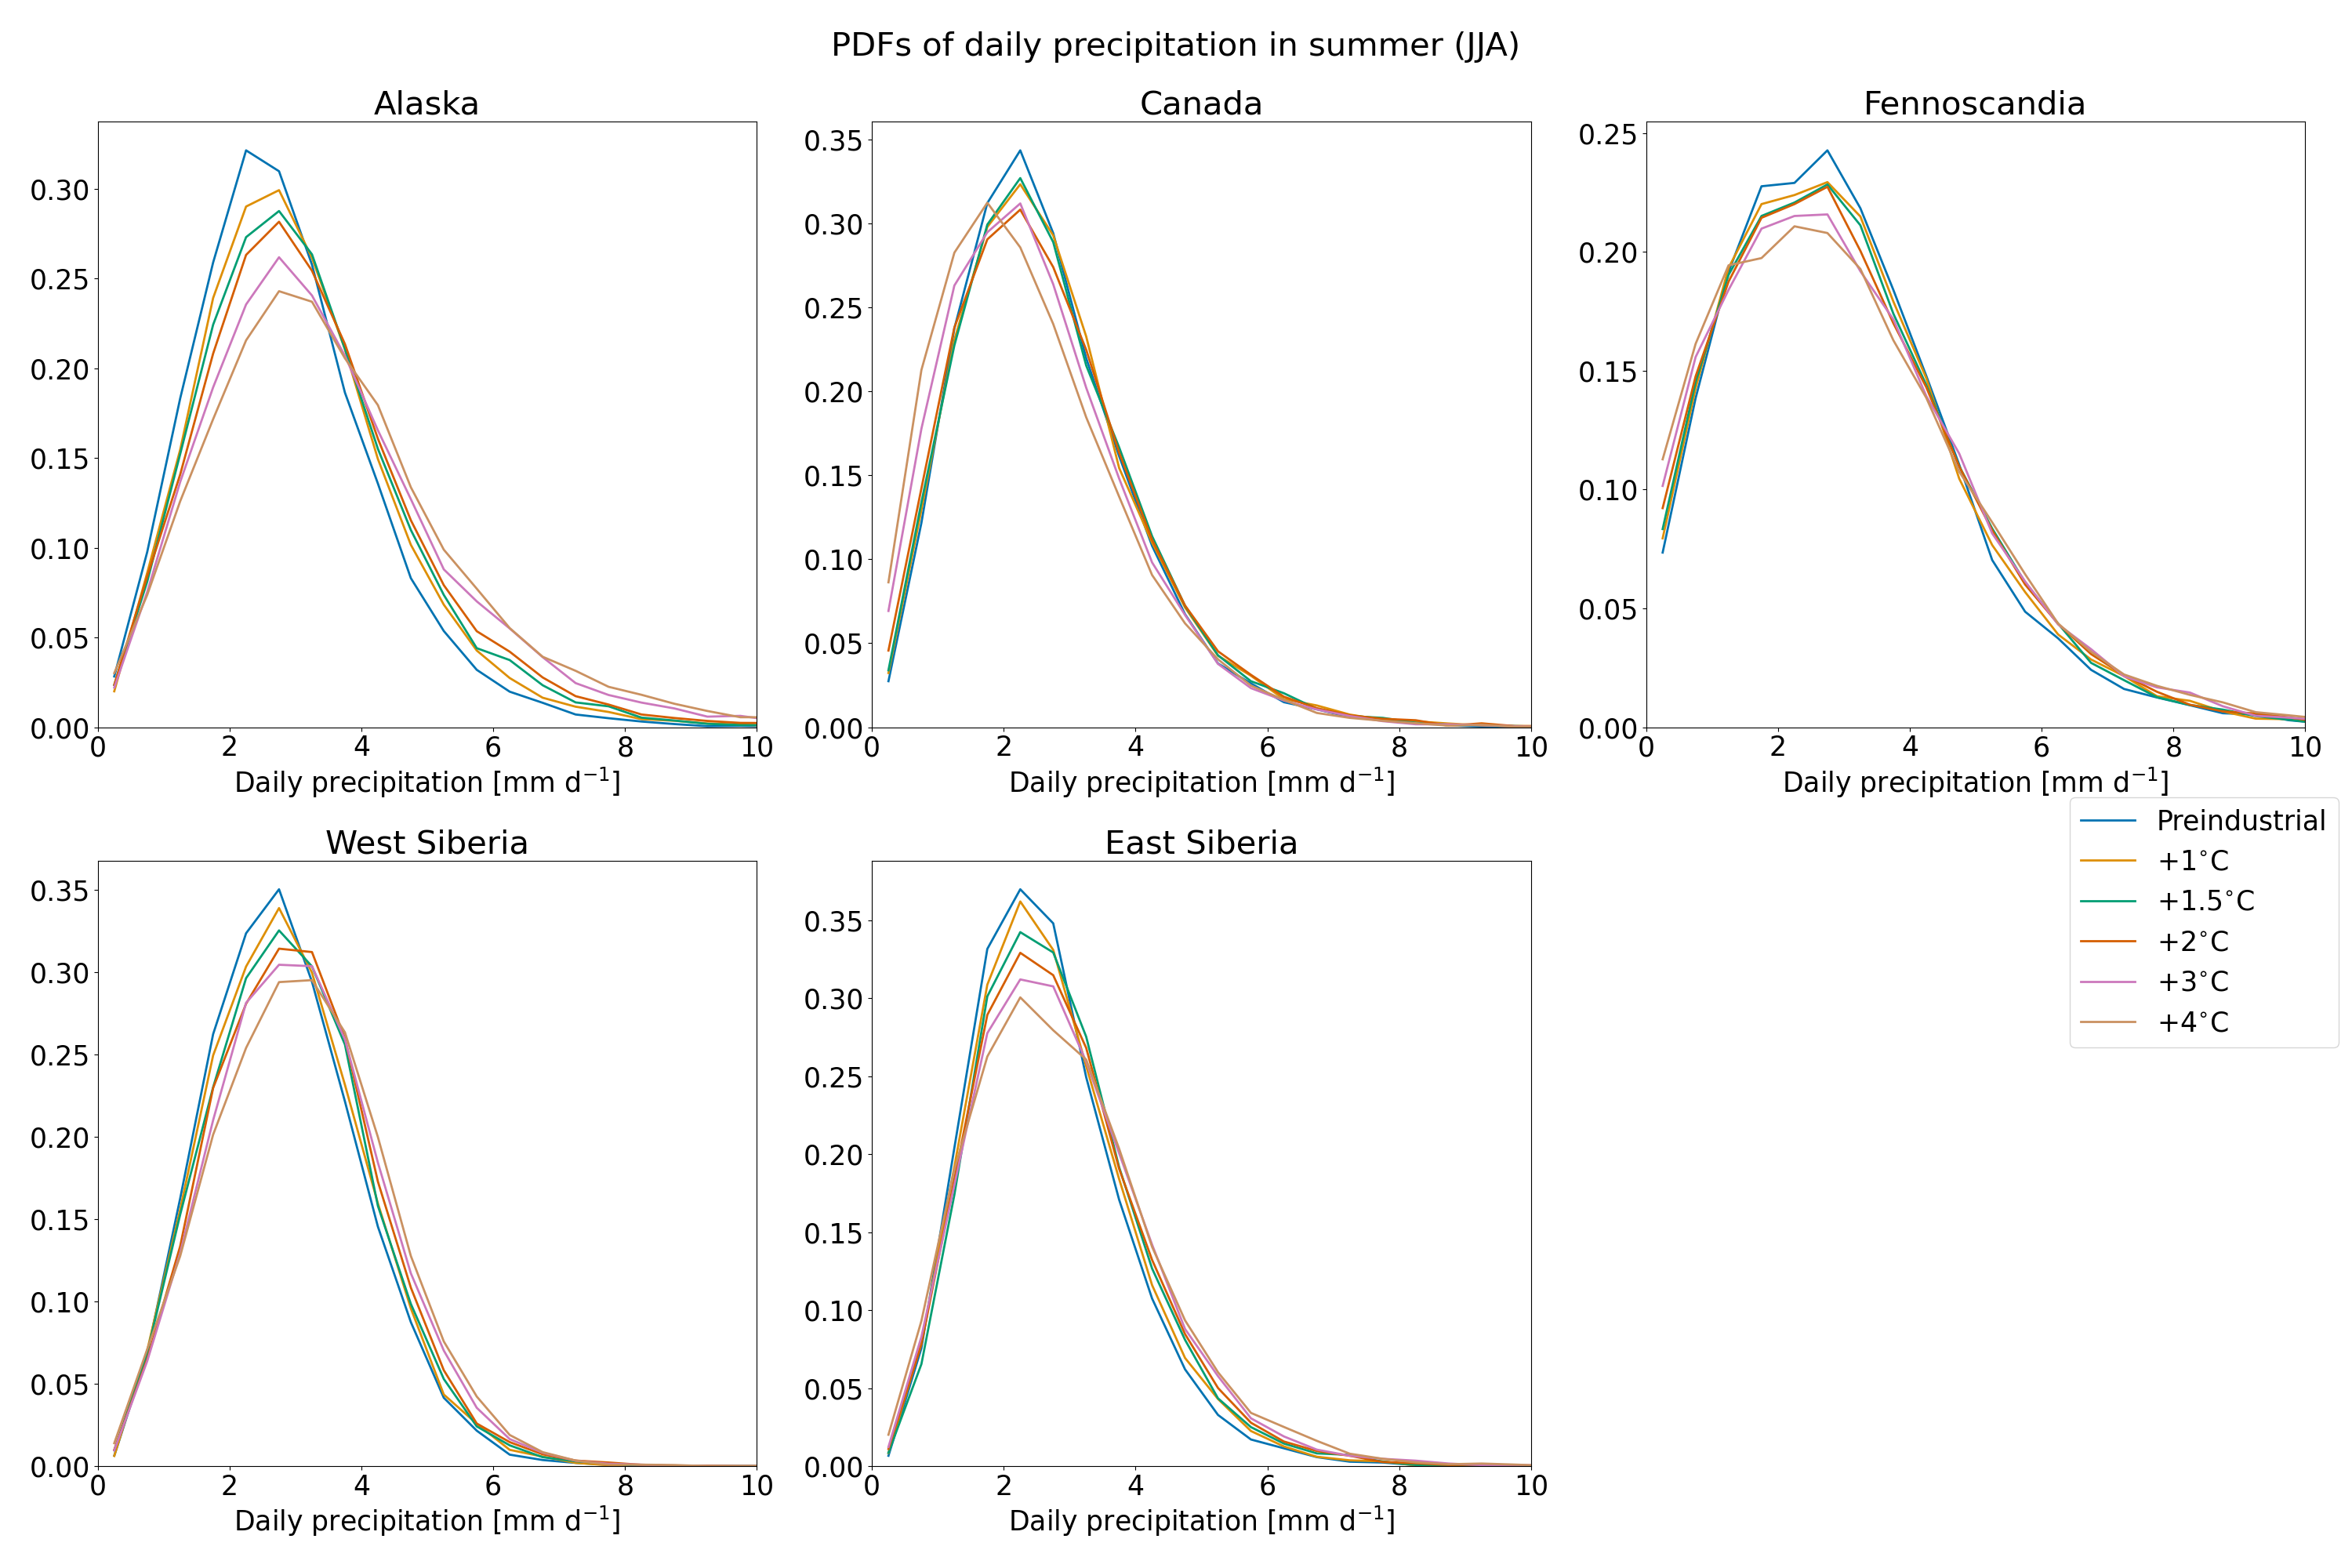 PDFs of daily precipitation in summer (JJA)
Alaska
0.30
0.25
0.20
0.15
0.10
0.05
0.00
0 2 4 6 8 10
Daily precipitation [mm d⁻¹]
Canada
0.35
0.30
0.25
0.20
0.15
0.10
0.05
0.00
0 2 4 6 8 10
Daily precipitation [mm d⁻¹]
Fennoscandia
0.25
0.20
0.15
0.10
0.05
0.00
0 2 4 6 8 10
Daily precipitation [mm d⁻¹]
Preindustrial
+1°C
+1.5°C
+2°C
+3°C
+4°C
West Siberia
0.35
0.30
0.25
0.20
0.15
0.10
0.05
0.00
0 2 4 6 8 10
Daily precipitation [mm d⁻¹]
East Siberia
0.35
0.30
0.25
0.20
0.15
0.10
0.05
0.00
0 2 4 6 8 10
Daily precipitation [mm d⁻¹]